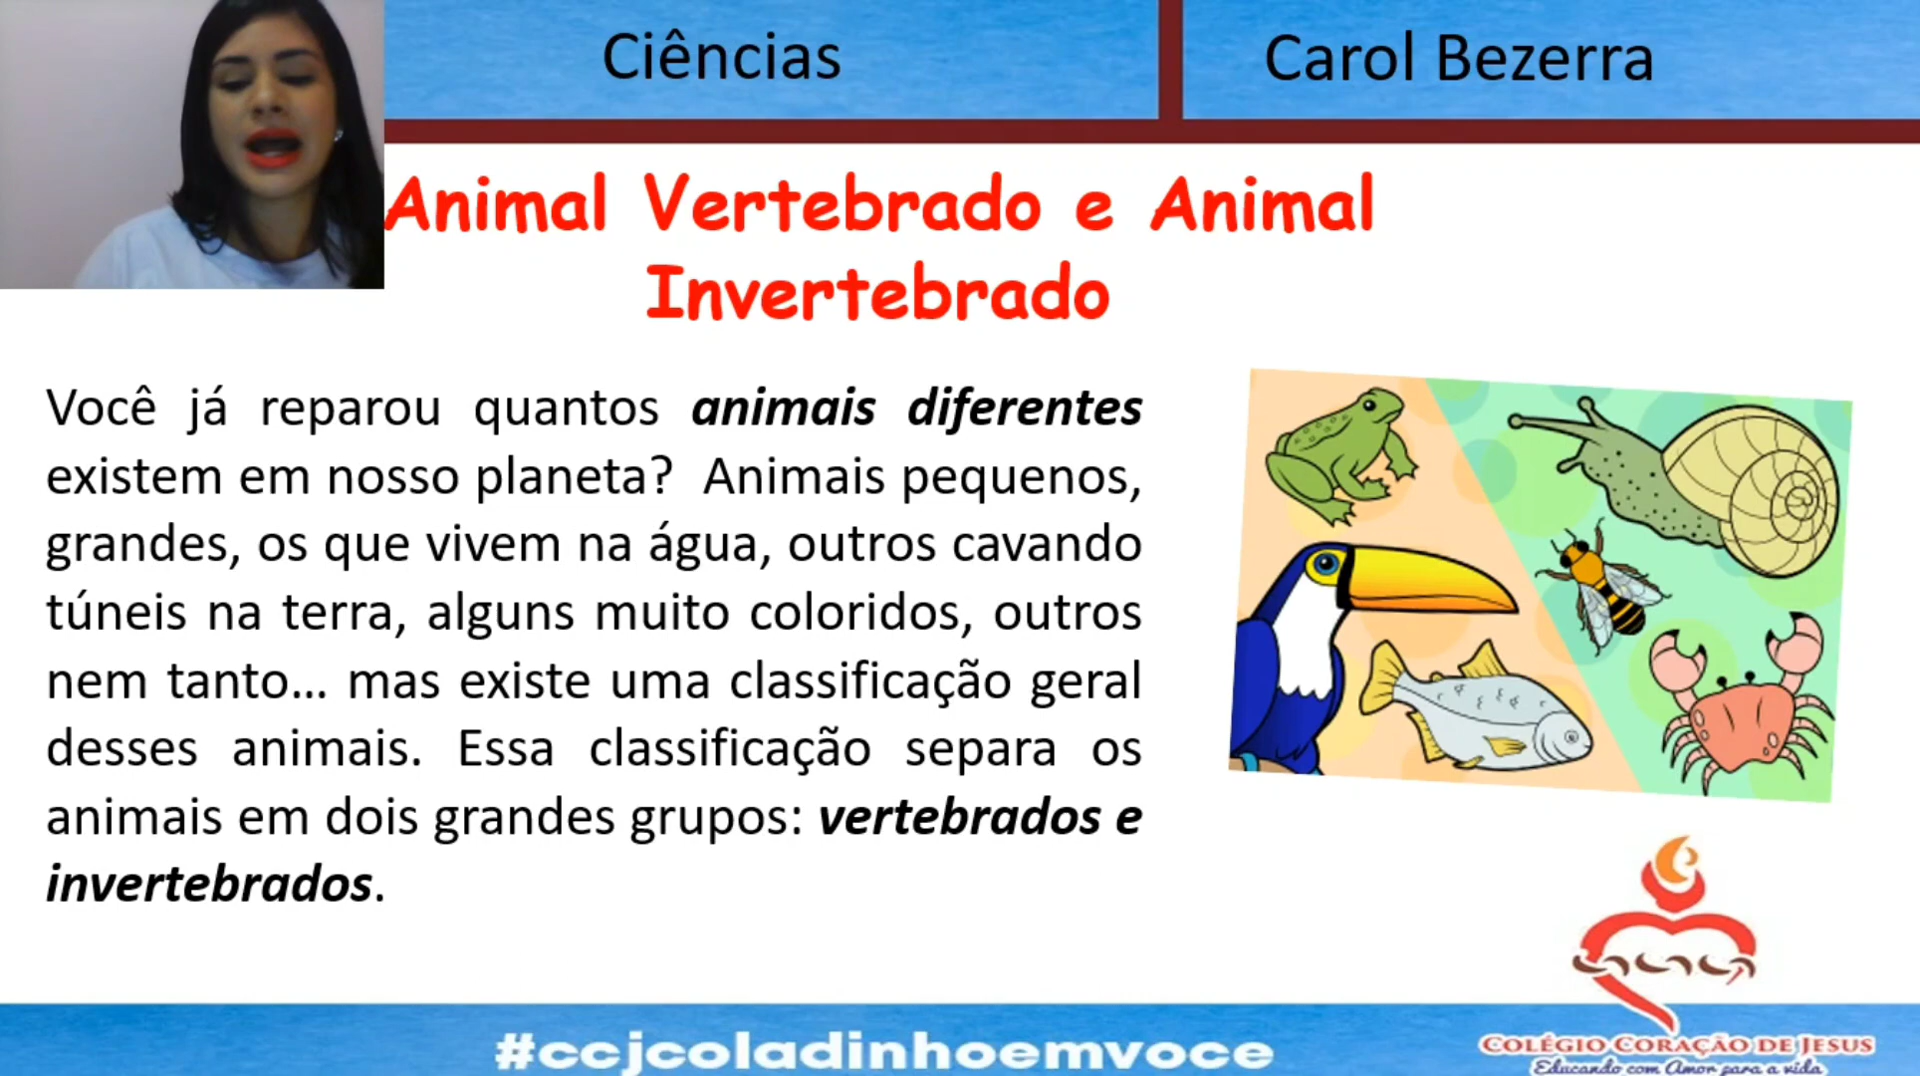 Ciências
Carol Bezerra
Animal Vertebrado e Animal
Invertebrado
Você já reparou quantos animais diferentes
existem em nosso planeta? Animais pequenos,
grandes, os que vivem na água, outros cavando
túneis na terra, alguns muito coloridos, outros
nem tanto... mas existe uma classificação geral
desses animais. Essa classificação separa os
animais em dois grandes grupos: vertebrados e
invertebrados.
#ccjcoladinhoemvoce
COLÉGIO CORAÇÃO DE JESUS
Educando com Amor para a vida